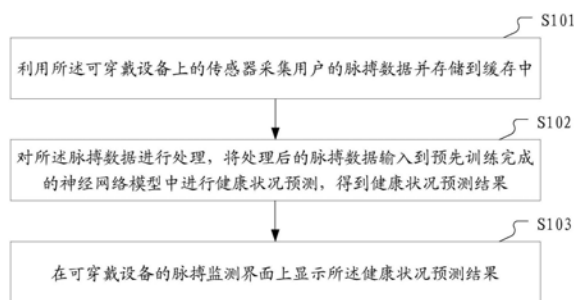 S101
利用所述可穿戴设备上的传感器采集用户的脉搏数据并存储到缓存中
S102
对所述脉搏数据进行处理，将处理后的脉搏数据输入到预先训练完成
的神经网络模型中进行健康状况预测，得到健康状况预测结果
S103
在可穿戴设备的脉搏监测界面上显示所述健康状况预测结果